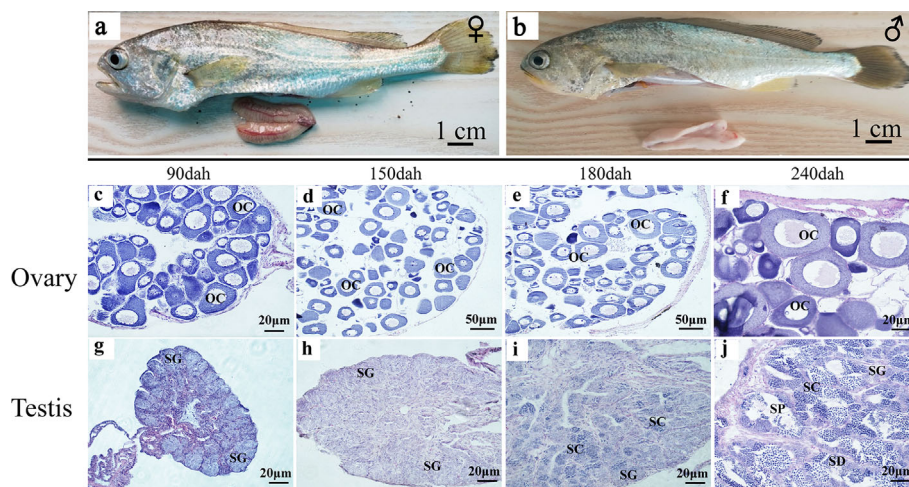 a ♀
1 cm
b ♂
1 cm
90dah 150dah 180dah 240dah
Ovary
c OC OC 20μm
d OC OC OC 50μm
e OC OC OC 50μm
f OC OC 20μm
Testis
g SG SG 20μm
h SG SG 20μm
i SC SC SG 20μm
j SG SC SP SD 20μm